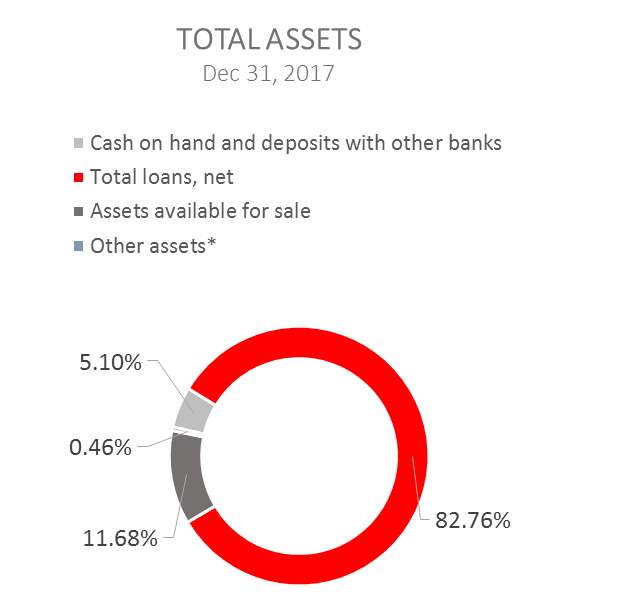 TOTAL ASSETS
Dec 31, 2017
Cash on hand and deposits with other banks
Total loans, net
Assets available for sale
Other assets*
5.10%
0.46%
11.68%
82.76%